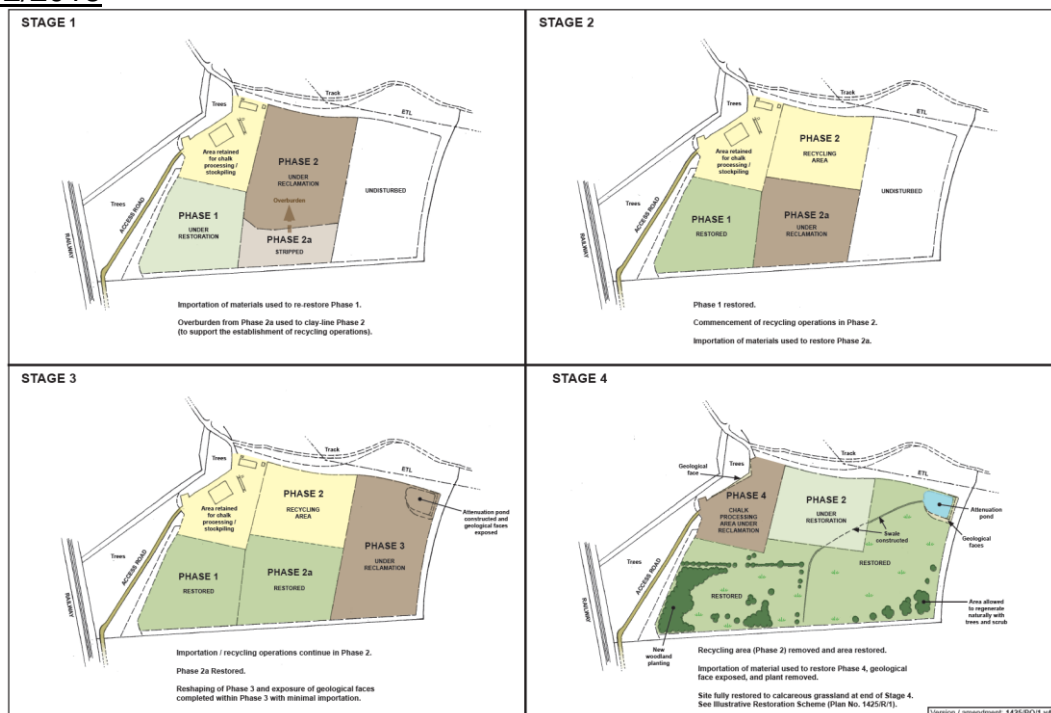 STAGE 1
Track
Trees
ETL
Area retained
for chalk
processing /
stockpiling
PHASE 2
UNDER
RECLAMATION
UNDISTURBED
Overburden
Trees
ACCESS ROAD
RAILWAY
PHASE 1
UNDER
RESTORATION
PHASE 2a
STRIPPED
Importation of materials used to re-restore Phase 1.
Overburden from Phase 2a used to clay-line Phase 2
(to support the establishment of recycling operations).
STAGE 2
Track
Trees
ETL
Area retained
for chalk
processing /
stockpiling
PHASE 2
RECYCLING
AREA
UNDISTURBED
Trees
ACCESS ROAD
RAILWAY
PHASE 1
RESTORED
PHASE 2a
UNDER
RECLAMATION
Phase 1 restored.
Commencement of recycling operations in Phase 2.
Importation of materials used to restore Phase 2a.
STAGE 3
Track
Trees
ETL
Area retained
for chalk
processing /
stockpiling
PHASE 2
RECYCLING
AREA
Attenuation pond
constructed and
geological faces
exposed
PHASE 3
UNDER
RECLAMATION
Trees
ACCESS ROAD
RAILWAY
PHASE 1
RESTORED
PHASE 2a
RESTORED
Importation / recycling operations continue in Phase 2.
Phase 2a Restored.
Reshaping of Phase 3 and exposure of geological faces
completed within Phase 3 with minimal importation.
STAGE 4
Track
Trees
Geological
face
ETL
PHASE 4
CHALK
PROCESSING
AREA UNDER
RECLAMATION
PHASE 2
UNDER
RESTORATION
Attenuation
pond
Swale
constructed
Geological
faces
Trees
ACCESS ROAD
RAILWAY
RESTORED
RESTORED
Area allowed
to regenerate
naturally with
trees and scrub
New
woodland
planting
Recycling area (Phase 2) removed and area restored.
Importation of material used to restore Phase 4, geological
face exposed, and plant removed.
Site fully restored to calcareous grassland at end of Stage 4.
See Illustrative Restoration Scheme (Plan No. 1425/R/1).